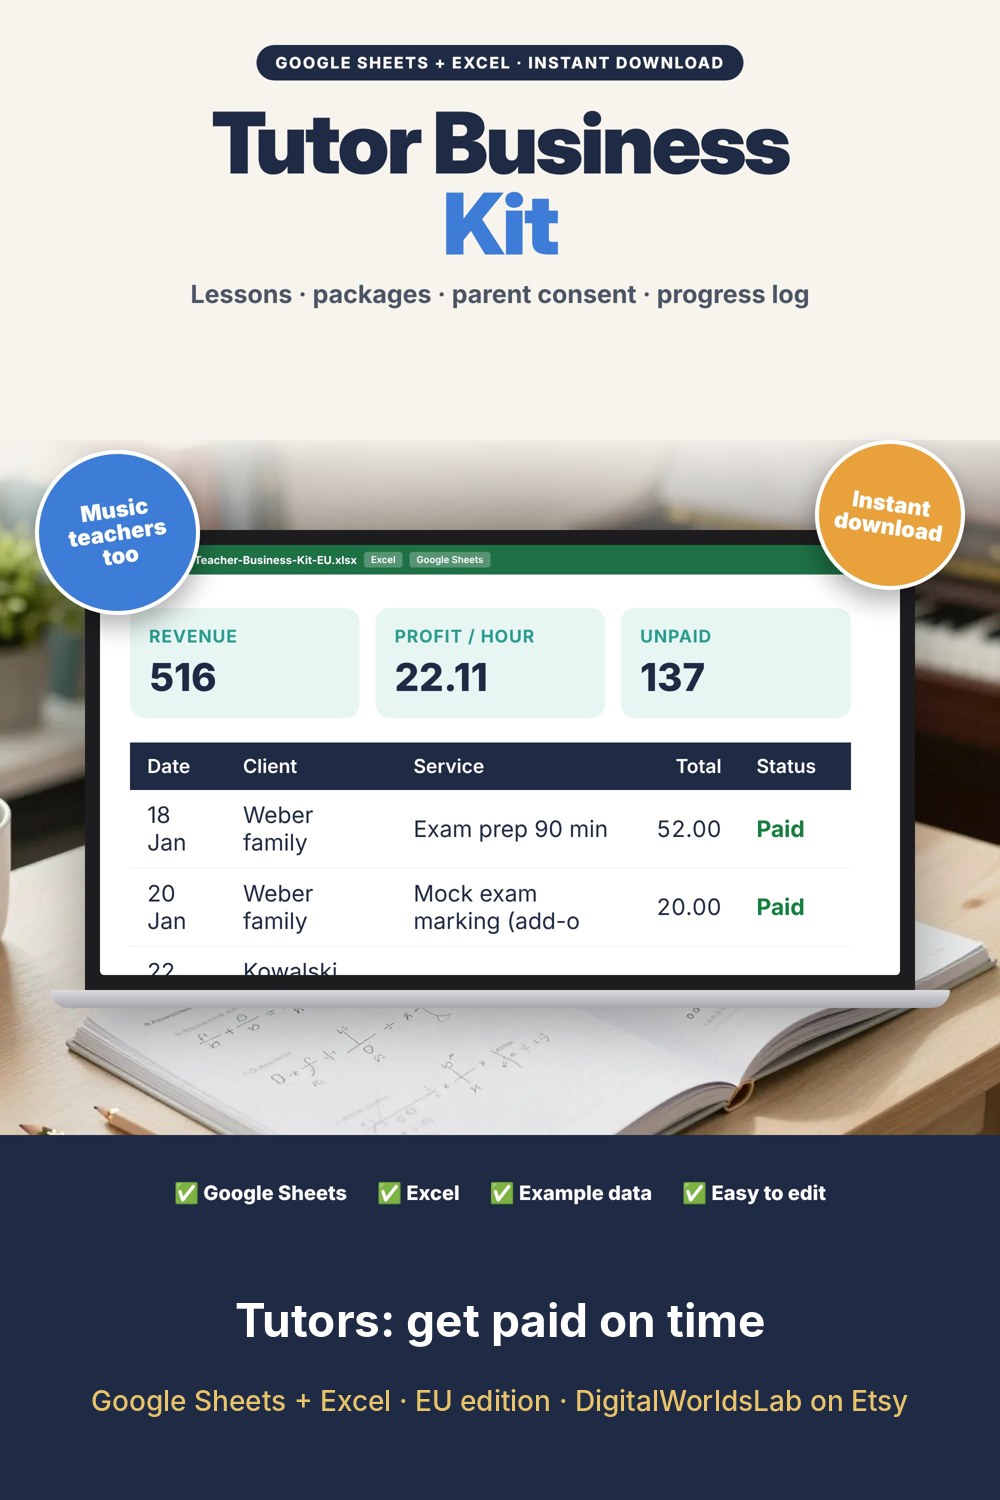 GOOGLE SHEETS + EXCEL · INSTANT DOWNLOAD
Tutor Business
Kit
Lessons · packages · parent consent · progress log
Music
teachers
too
Instant
download
Teacher-Business-Kit-EU.xlsx Excel Google Sheets
REVENUE PROFIT / HOUR UNPAID
516 22.11 137
Date Client Service Total Status
18 Jan Weber family Exam prep 90 min 52.00 Paid
20 Jan Weber family Mock exam marking (add-o 20.00 Paid
22 Kowalski
✅ Google Sheets ✅ Excel ✅ Example data ✅ Easy to edit
Tutors: get paid on time
Google Sheets + Excel · EU edition · DigitalWorldsLab on Etsy